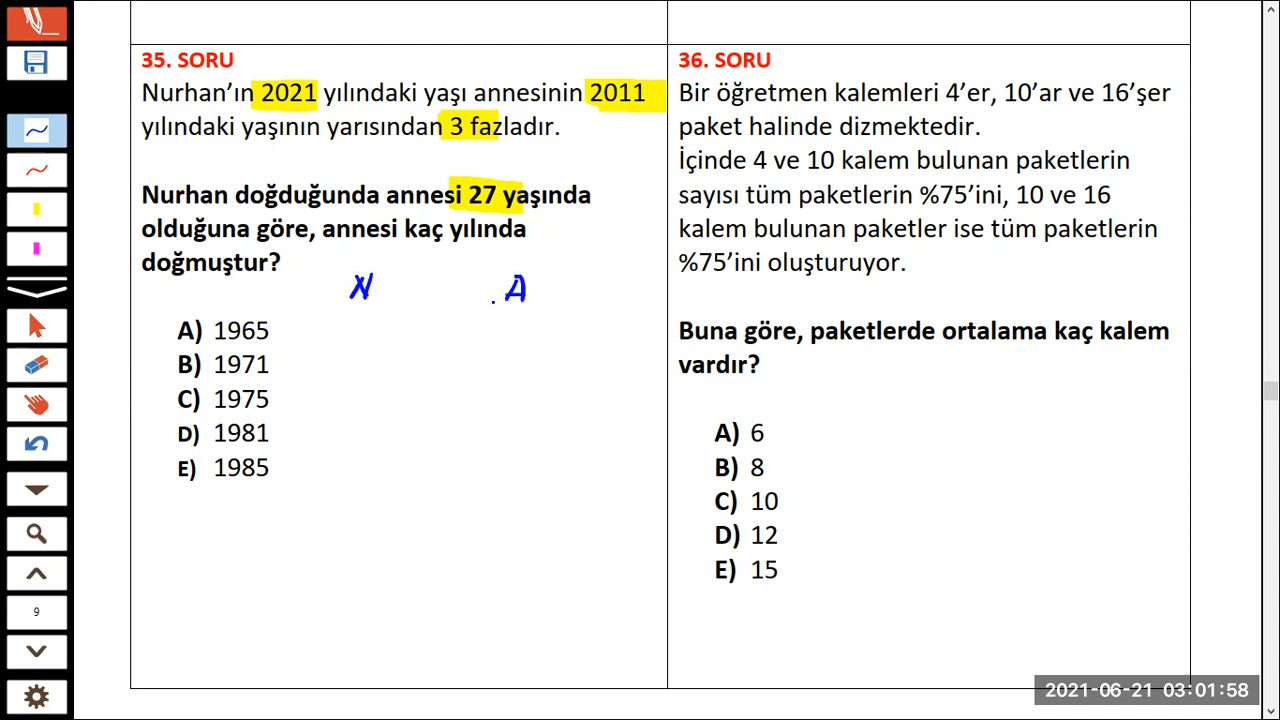 35. SORU
Nurhan’ın 2021 yılındaki yaşı annesinin 2011
yılındaki yaşının yarısından 3 fazladır.
Nurhan doğduğunda annesi 27 yaşında
olduğuna göre, annesi kaç yılında
doğmuştur?
N A
A) 1965
B) 1971
C) 1975
D) 1981
E) 1985
36. SORU
Bir öğretmen kalemleri 4’er, 10’ar ve 16’şer
paket halinde dizmektedir.
İçinde 4 ve 10 kalem bulunan paketlerin
sayısı tüm paketlerin %75’ini, 10 ve 16
kalem bulunan paketler ise tüm paketlerin
%75’ini oluşturuyor.
Buna göre, paketlerde ortalama kaç kalem
vardır?
A) 6
B) 8
C) 10
D) 12
E) 15
9
2021-06-21 03:01:58